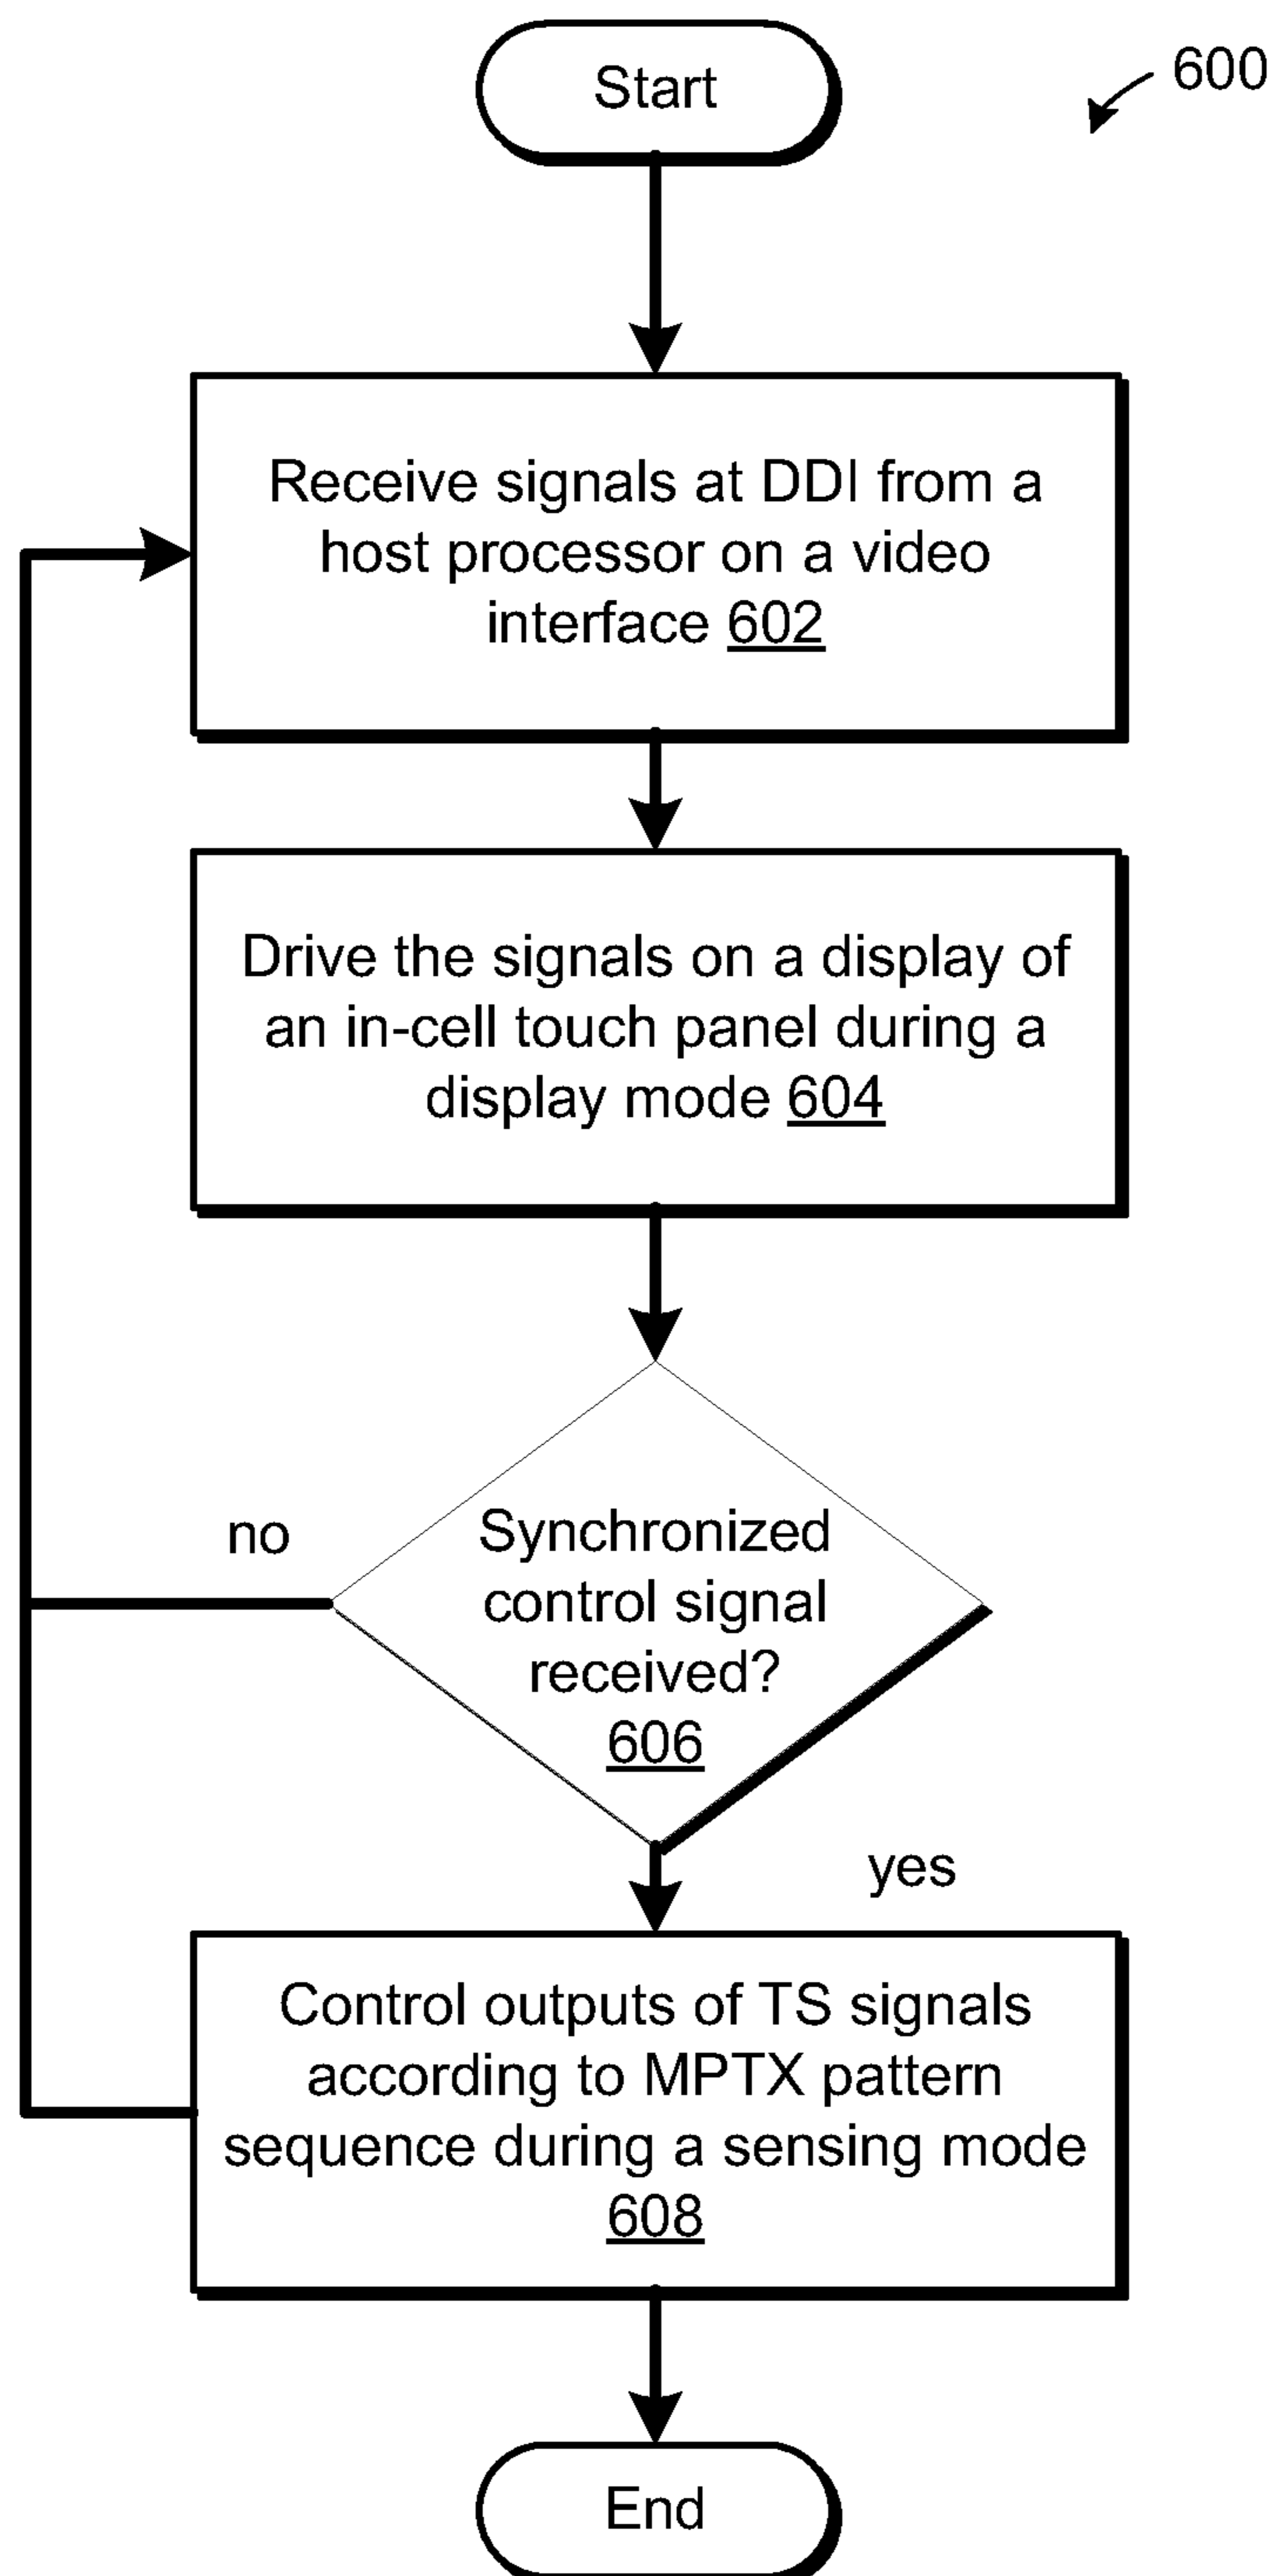 Start
600
Receive signals at DDI from a
host processor on a video
interface 602
Drive the signals on a display of
an in-cell touch panel during a
display mode 604
no
Synchronized
control signal
received?
606
yes
Control outputs of TS signals
according to MPTX pattern
sequence during a sensing mode
608
End